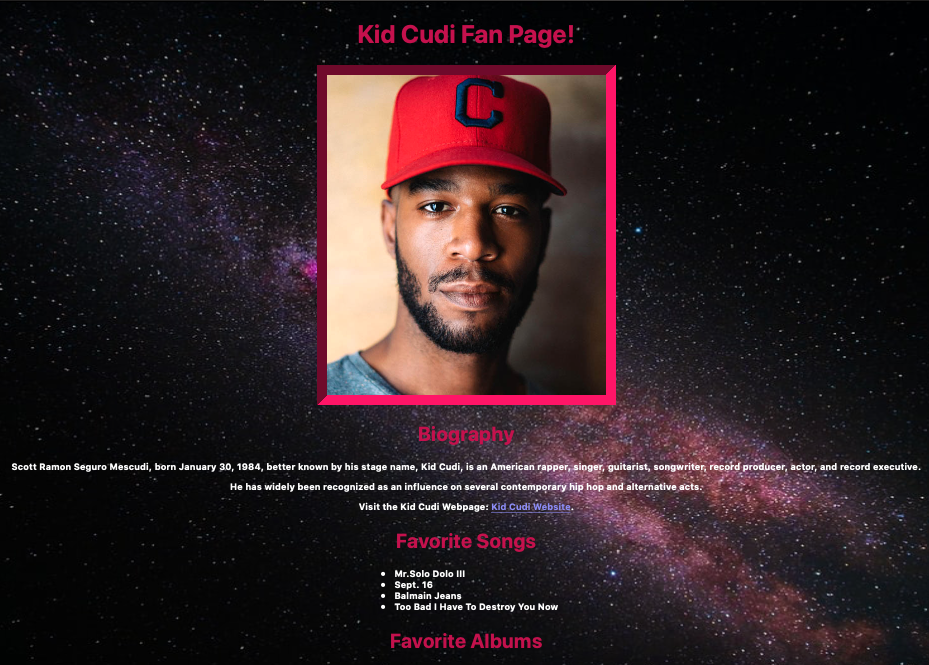 Kid Cudi Fan Page!
C
Biography
Scott Ramon Seguro Mescudi, born January 30, 1984, better known by his stage name, Kid Cudi, is an American rapper, singer, guitarist, songwriter, record producer, actor, and record executive.
He has widely been recognized as an influence on several contemporary hip hop and alternative acts.
Visit the Kid Cudi Webpage: Kid Cudi Website.
Favorite Songs
Mr.Solo Dolo III
Sept. 16
Balmain Jeans
Too Bad I Have To Destroy You Now
Favorite Albums